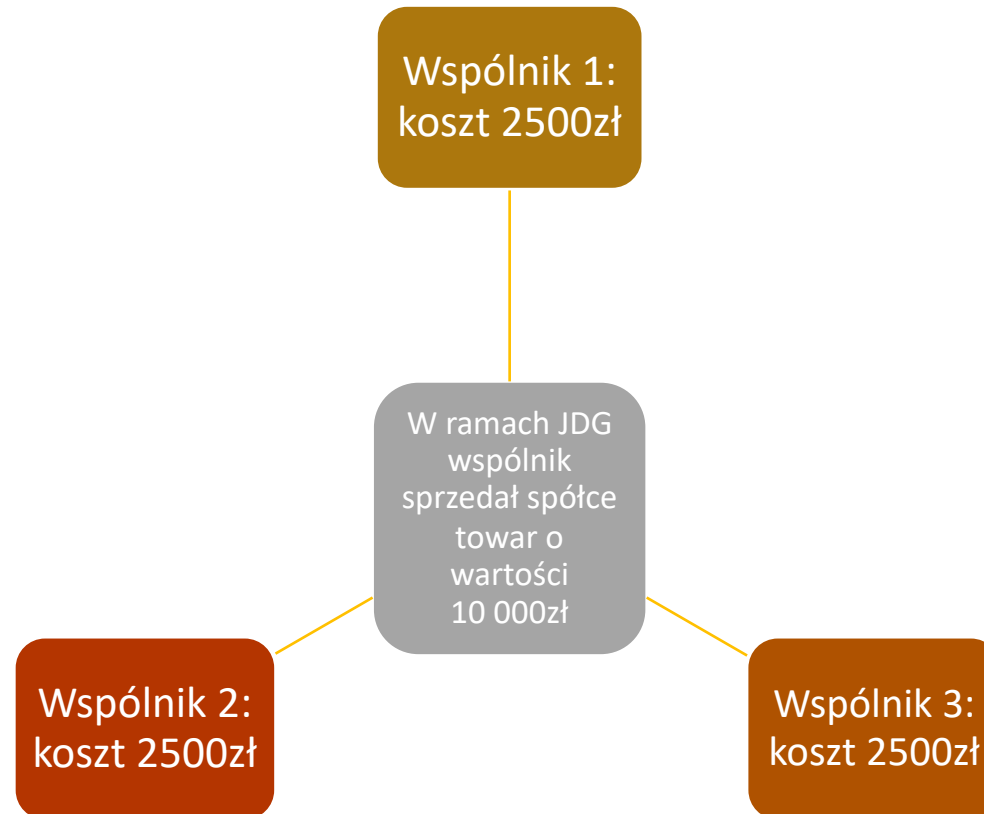 Wspólnik 1:
koszt 2500zł
W ramach JDG
wspólnik
sprzedał spółce
towar o
wartości
10 000zł
Wspólnik 2:
koszt 2500zł
Wspólnik 3:
koszt 2500zł